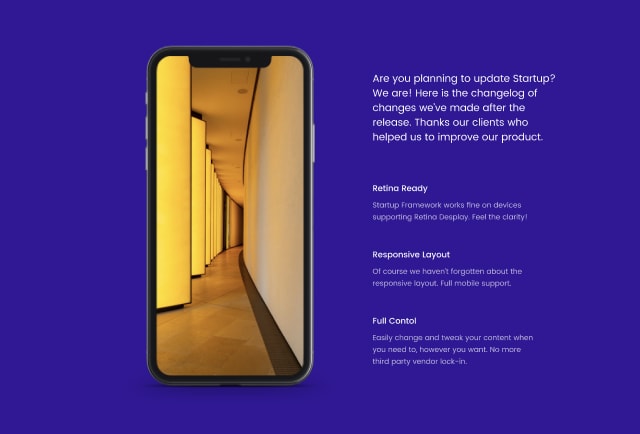 Are you planning to update Startup?
We are! Here is the changelog of
changes we've made after the
release. Thanks our clients who
helped us to improve our product.
Retina Ready
Startup Framework works fine on devices
supporting Retina Desplay. Feel the clarity!
Responsive Layout
Of course we haven't forgotten about the
responsive layout. Full mobile support.
Full Contol
Easily change and tweak your content when
you need to, however you want. No more
third party vendor lock-in.